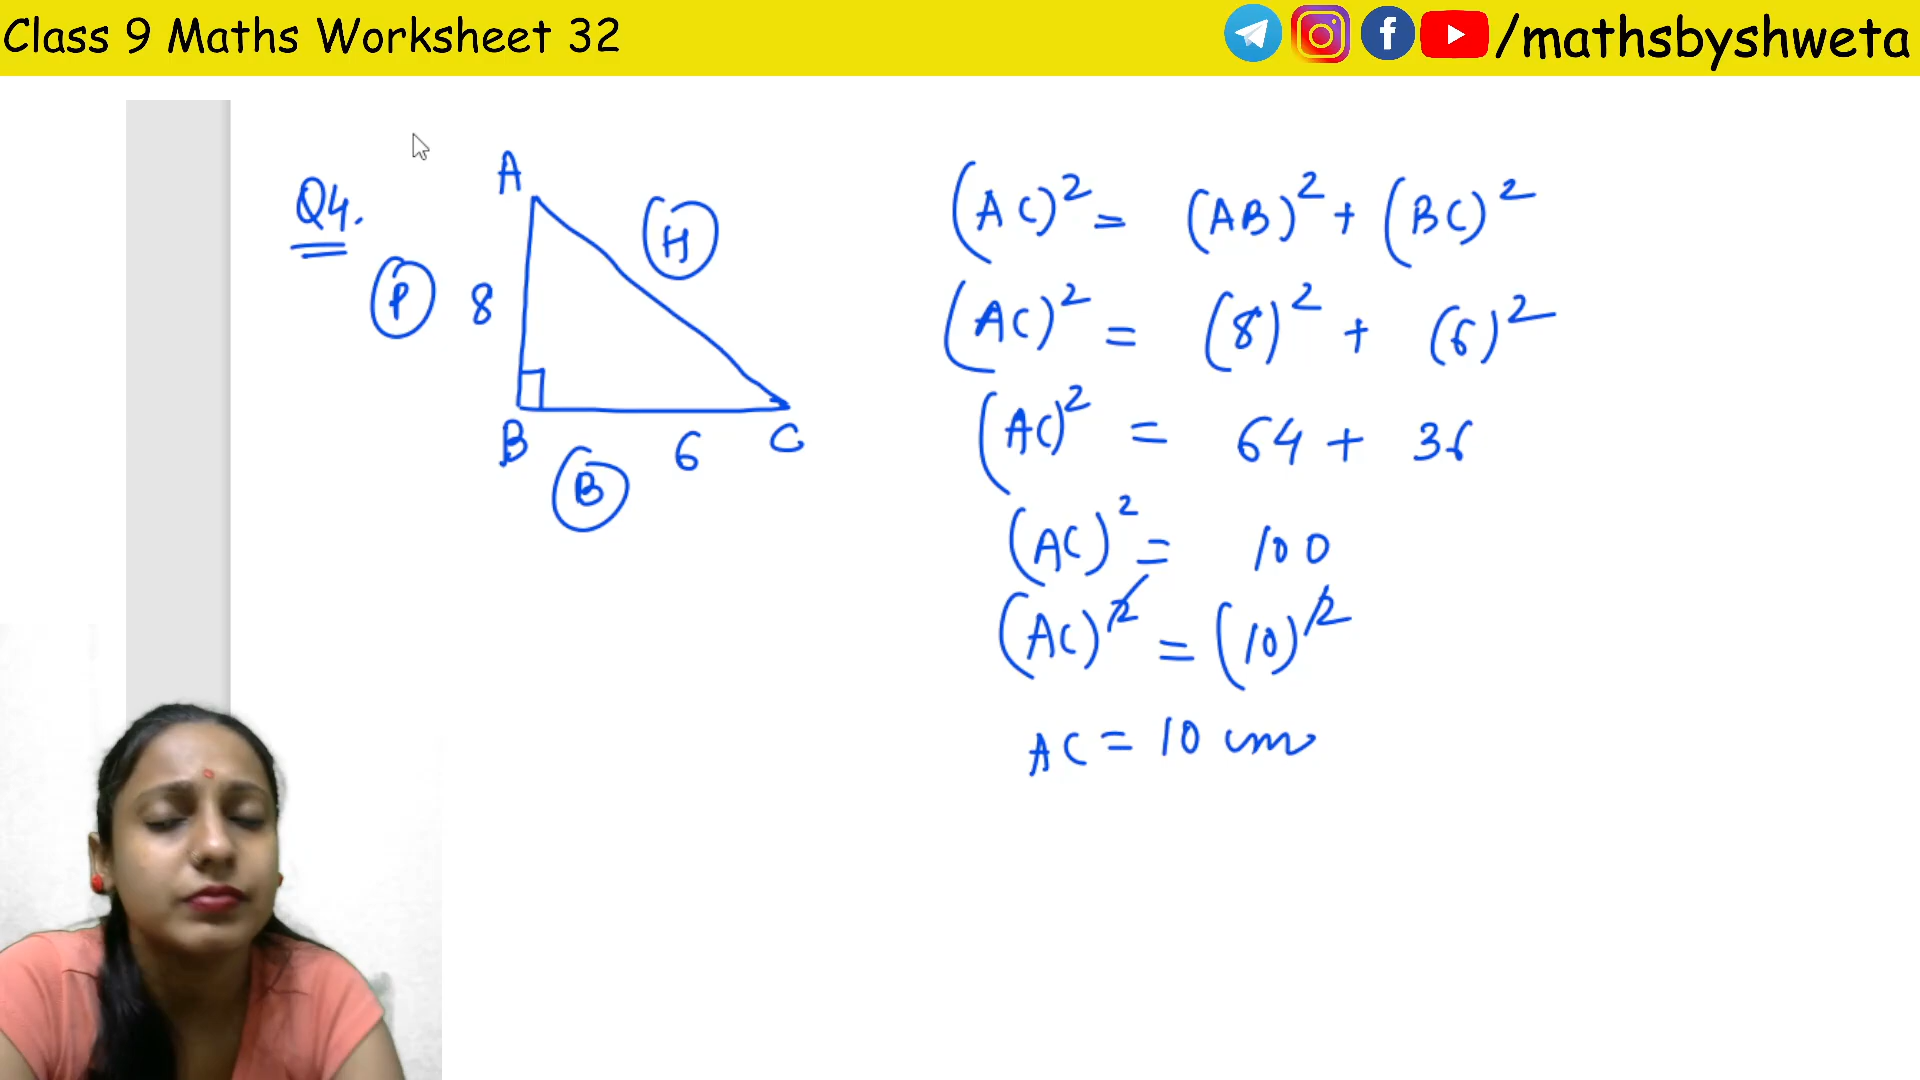 Class 9 Maths Worksheet 32
/mathsbyshweta
Q4.
A
H
P
8
B
6
C
B
(AC)² = (AB)² + (BC)²
(AC)² = (8)² + (6)²
(AC)² = 64 + 36
(AC)² = 100
(AC)² = (10)²
AC = 10 cm